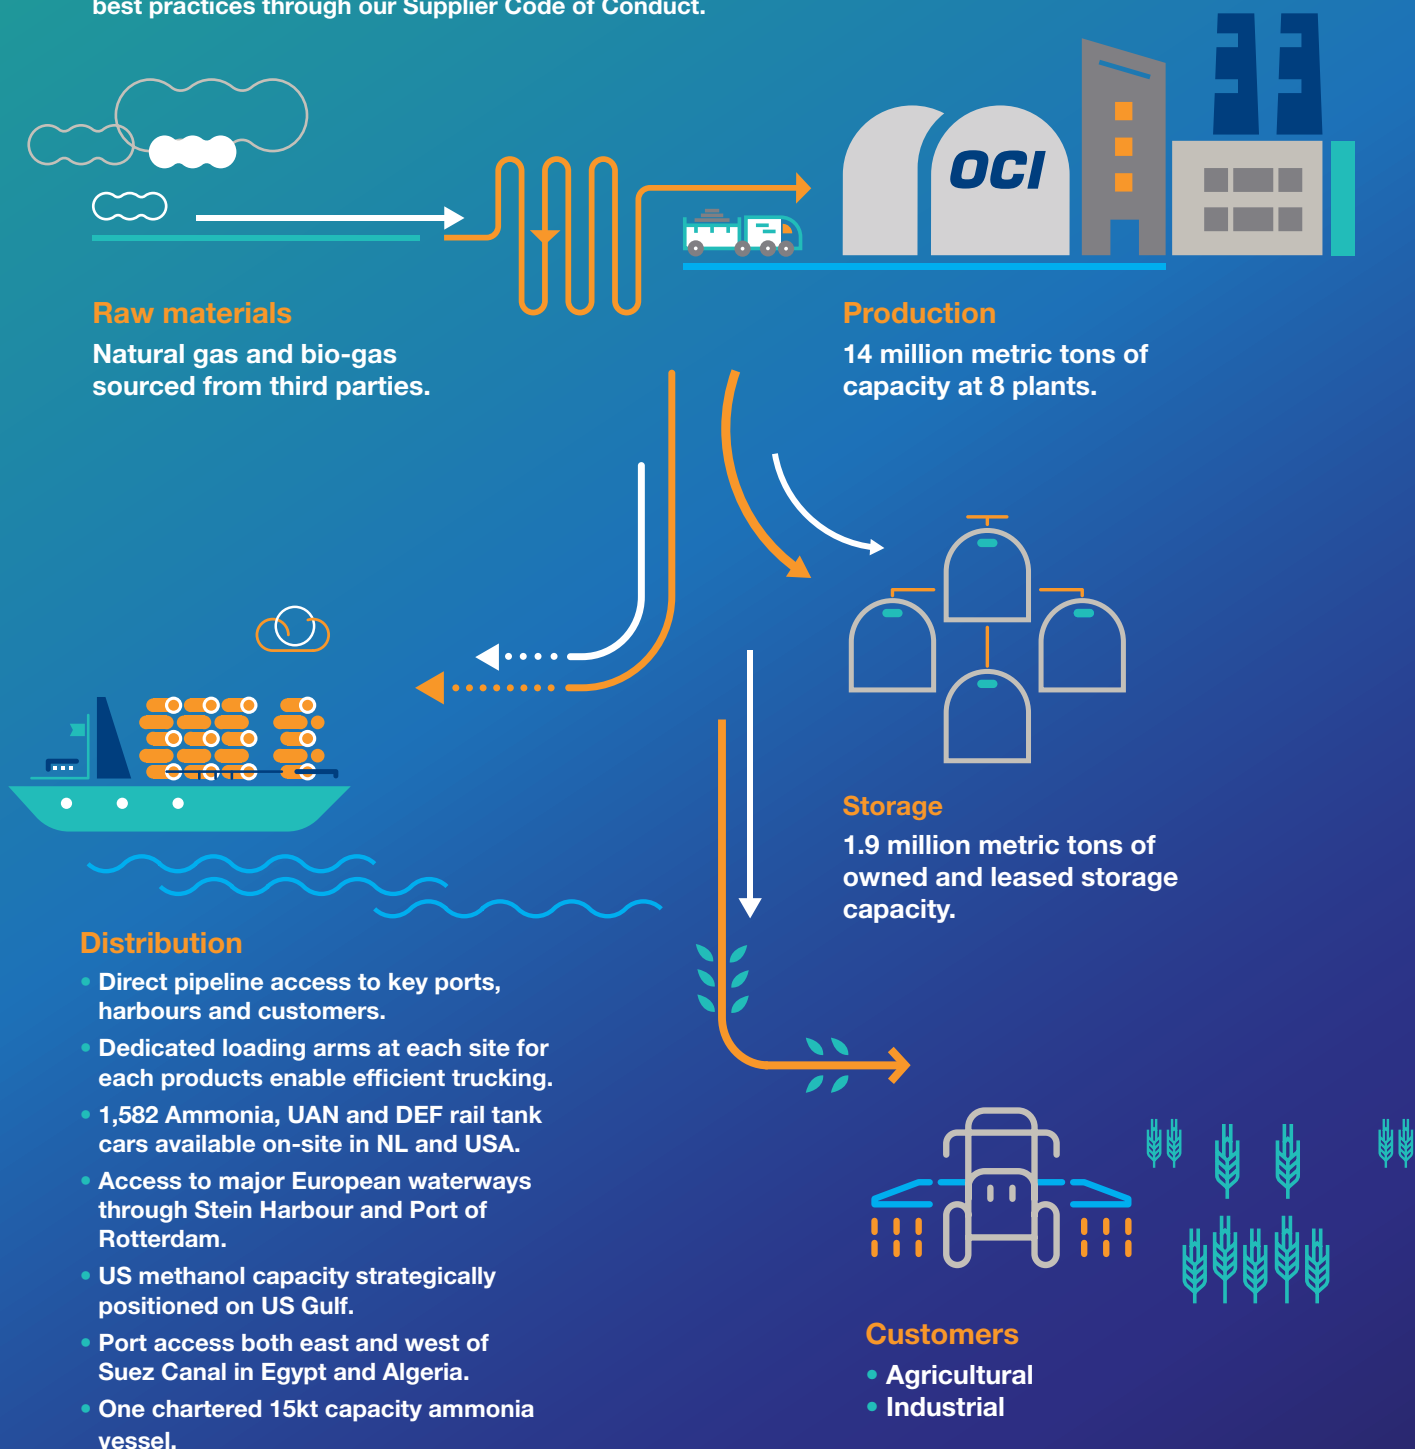 best practices through our Supplier Code of Conduct.
OCI
Raw materials
Natural gas and bio-gas
sourced from third parties.
Production
14 million metric tons of
capacity at 8 plants.
Storage
1.9 million metric tons of
owned and leased storage
capacity.
Distribution
• Direct pipeline access to key ports,
harbours and customers.
• Dedicated loading arms at each site for
each products enable efficient trucking.
• 1,582 Ammonia, UAN and DEF rail tank
cars available on-site in NL and USA.
• Access to major European waterways
through Stein Harbour and Port of
Rotterdam.
• US methanol capacity strategically
positioned on US Gulf.
• Port access both east and west of
Suez Canal in Egypt and Algeria.
• One chartered 15kt capacity ammonia
vessel.
Customers
• Agricultural
• Industrial